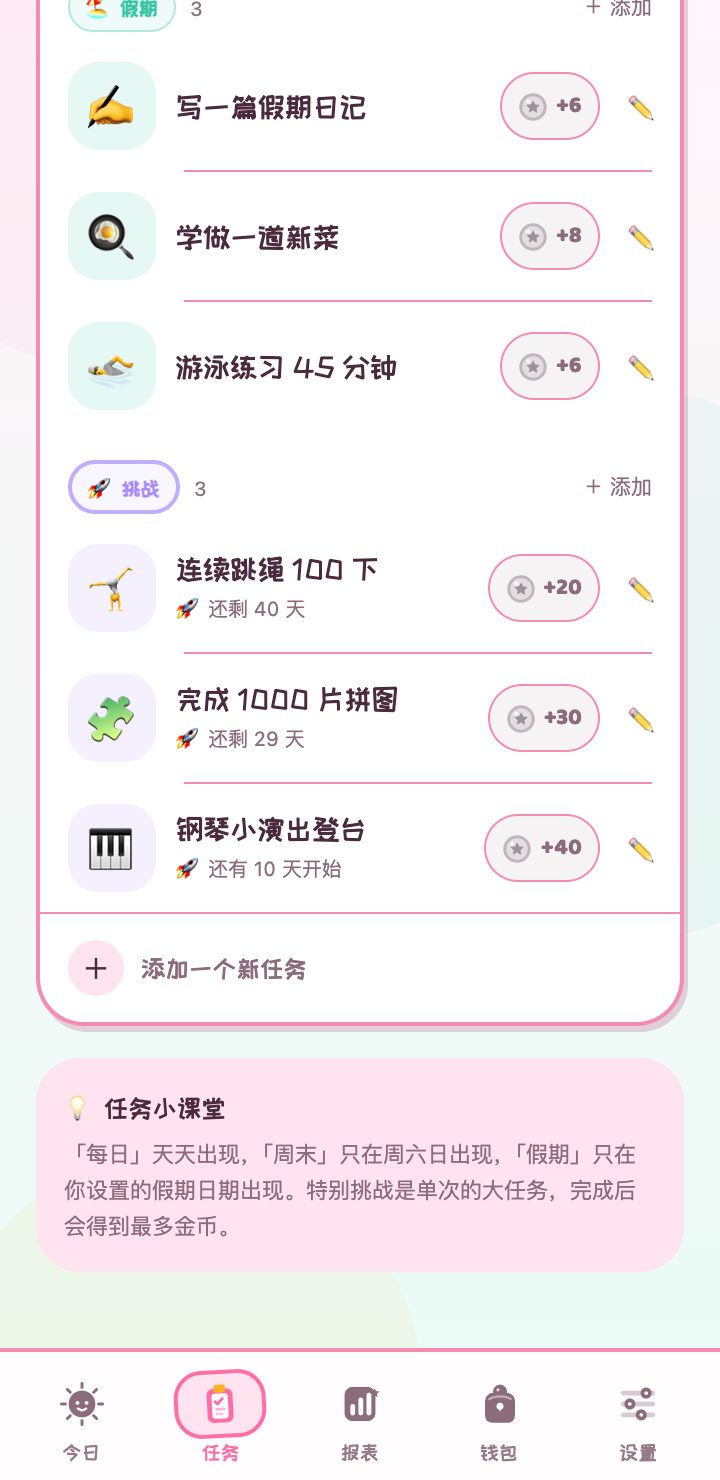 假期 3 + 添加
写一篇假期日记 +6
学做一道新菜 +8
游泳练习 45 分钟 +6
挑战 3 + 添加
连续跳绳 100 下 +20
还剩 40 天
完成 1000 片拼图 +30
还剩 29 天
钢琴小演出登台 +40
还有 10 天开始
+ 添加一个新任务
任务小课堂
「每日」天天出现，「周末」只在周六日出现，「假期」只在
你设置的假期日期出现。特别挑战是单次的大任务，完成后
会得到最多金币。
今日 任务 报表 钱包 设置